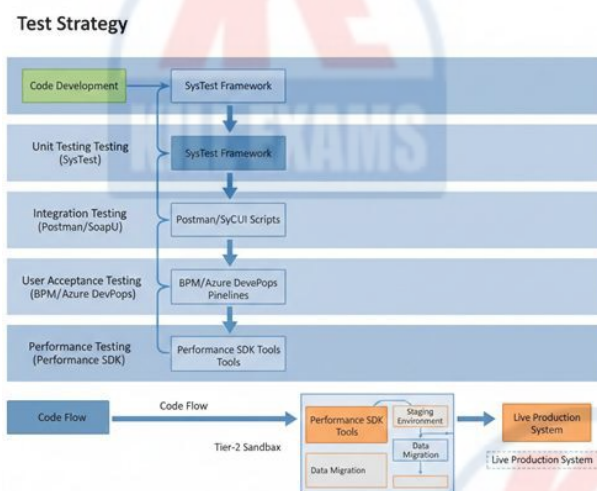 Test Strategy
Code Development
SysTest Framework
Unit Testing Testing
(SysTest)
SysTest Framework
KILLEXAMS
Integration Testing
(Postman/SoapU)
Postman/SyCUI Scripts
User Acceptance Testing
(BPM/Azure DevPops)
BPM/Azure DevePops
Pinelines
Performance Testing
(Performance SDK)
Performance SDK Tools
Tools
Code Flow
Code Flow
Tier-2 Sandbax
Performance SDK
Tools
Staging
Environment
Data
Migration
Data Migration
Live Production
System
Live Production System